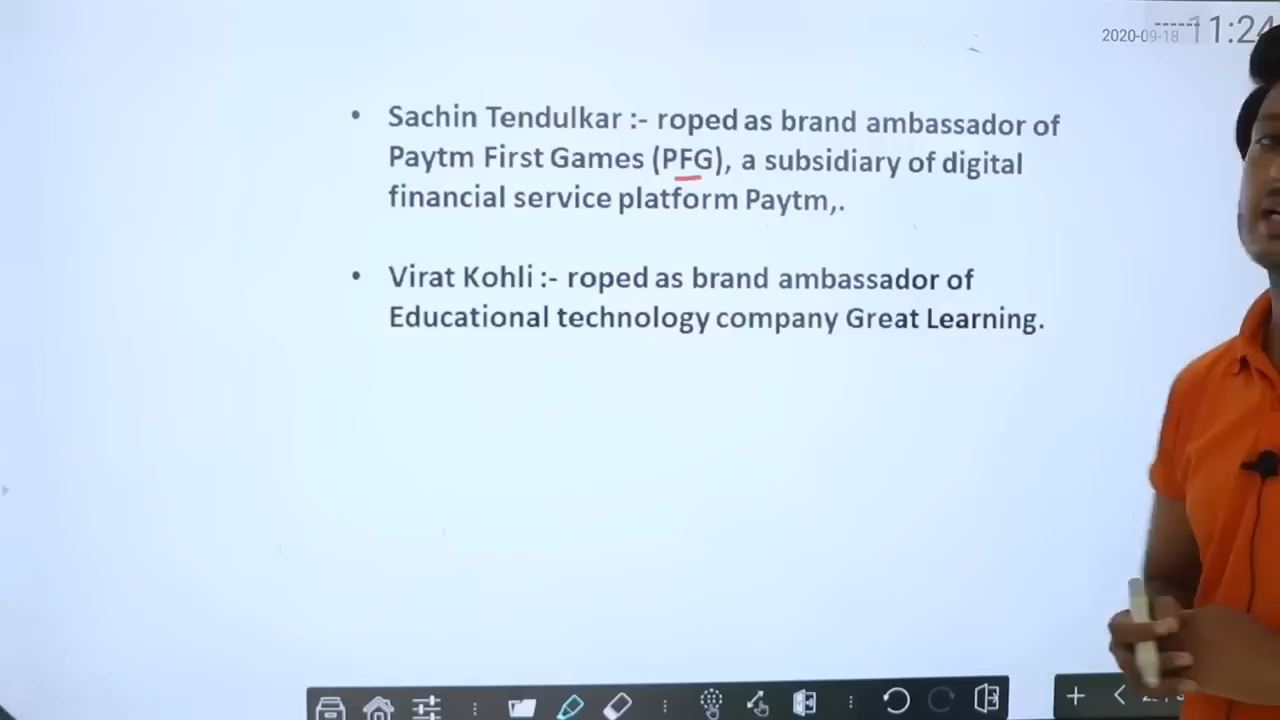 2020-09-18 11:24
• Sachin Tendulkar :- roped as brand ambassador of
Paytm First Games (PFG), a subsidiary of digital
financial service platform Paytm,.
• Virat Kohli :- roped as brand ambassador of
Educational technology company Great Learning.